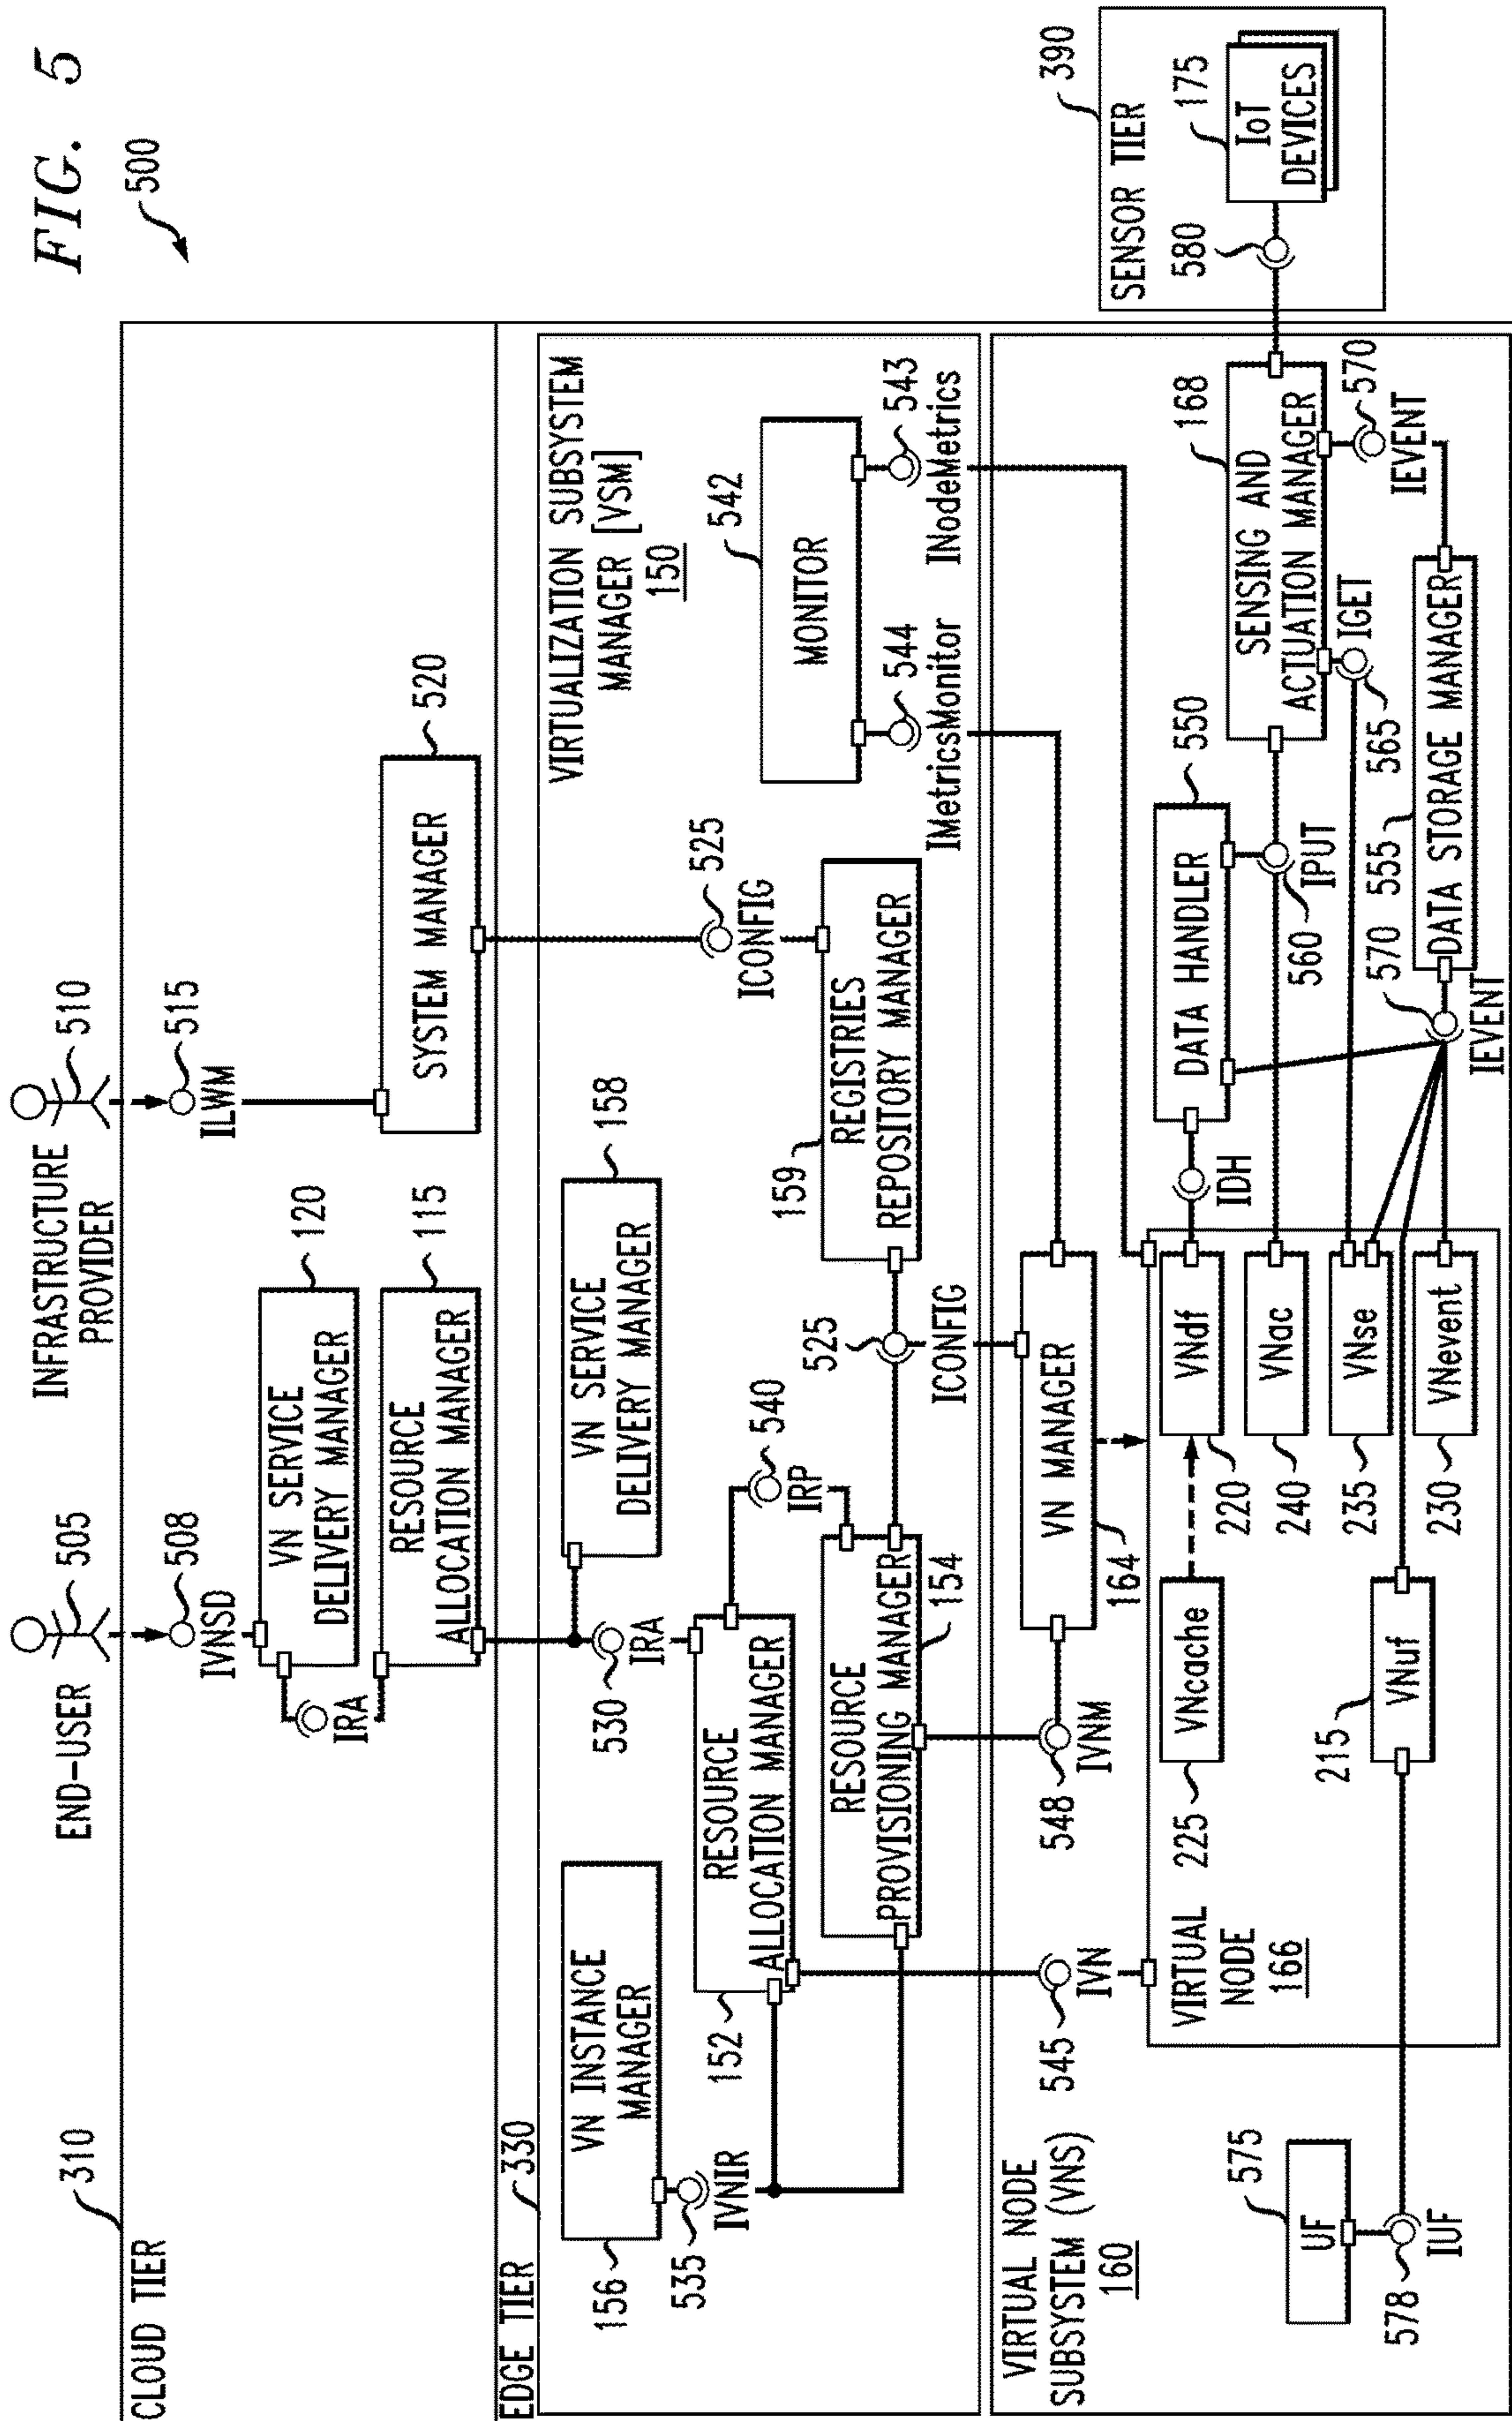 FIG. 5
500
END-USER
505
INFRASTRUCTURE
PROVIDER
510
310
CLOUD TIER
508
IVNSD
515
ILWM
VN SERVICE
DELIVERY MANAGER
120
IRA
RESOURCE
ALLOCATION MANAGER
115
SYSTEM MANAGER
520
EDGE TIER
330
VIRTUALIZATION SUBSYSTEM
MANAGER [VSM]
150
VN INSTANCE
MANAGER
156
535
IVNIR
VN SERVICE
DELIVERY MANAGER
158
530
IRA
RESOURCE
ALLOCATION MANAGER
152
540
IRP
RESOURCE
PROVISIONING MANAGER
154
525
ICONFIG
REGISTRIES
REPOSITORY MANAGER
159
525
ICONFIG
MONITOR
542
544
IMetricsMonitor
543
INodeMetrics
VIRTUAL NODE
SUBSYSTEM (VNS)
160
545
IVN
548
IVNM
VN MANAGER
164
VIRTUAL
NODE
166
VNcache
225
VNdf
220
VNac
240
VNse
235
VNevent
230
VNuf
215
UF
575
578
IUF
IDH
DATA HANDLER
550
560
IPUT
SENSING AND
ACTUATION MANAGER
168
IGET
565
570
IEVENT
555
DATA STORAGE MANAGER
570
IEVENT
SENSOR TIER
390
580
IoT
DEVICES
175